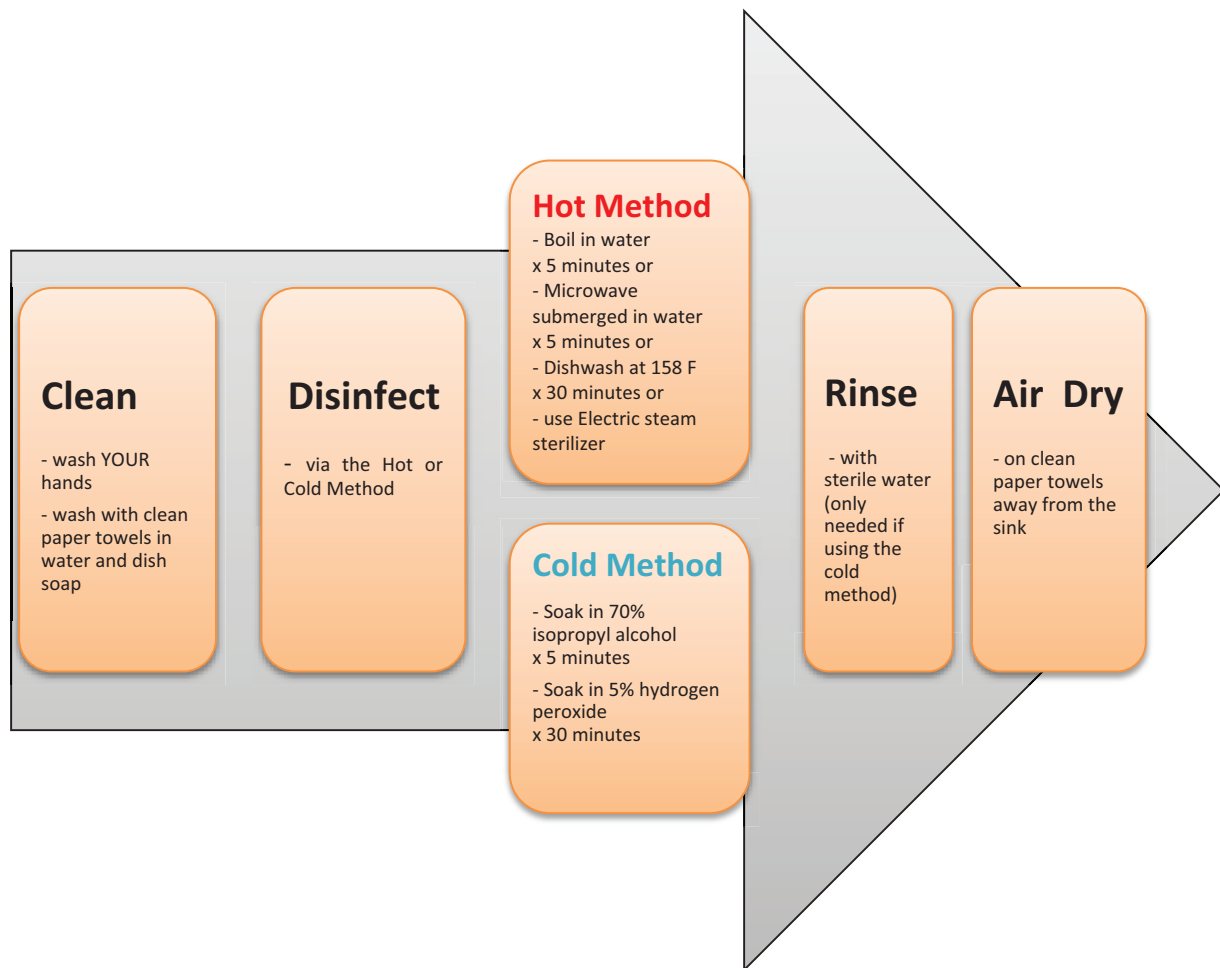 Clean
- wash YOUR
hands
- wash with clean
paper towels in
water and dish
soap
Disinfect
- via the Hot or
Cold Method
Hot Method
- Boil in water
x 5 minutes or
- Microwave
submerged in water
x 5 minutes or
- Dishwash at 158 F
x 30 minutes or
- use Electric steam
sterilizer
Cold Method
- Soak in 70%
isopropyl alcohol
x 5 minutes
- Soak in 5% hydrogen
peroxide
x 30 minutes
Rinse
- with
sterile water
(only
needed if
using the
cold
method)
Air Dry
- on clean
paper towels
away from the
sink